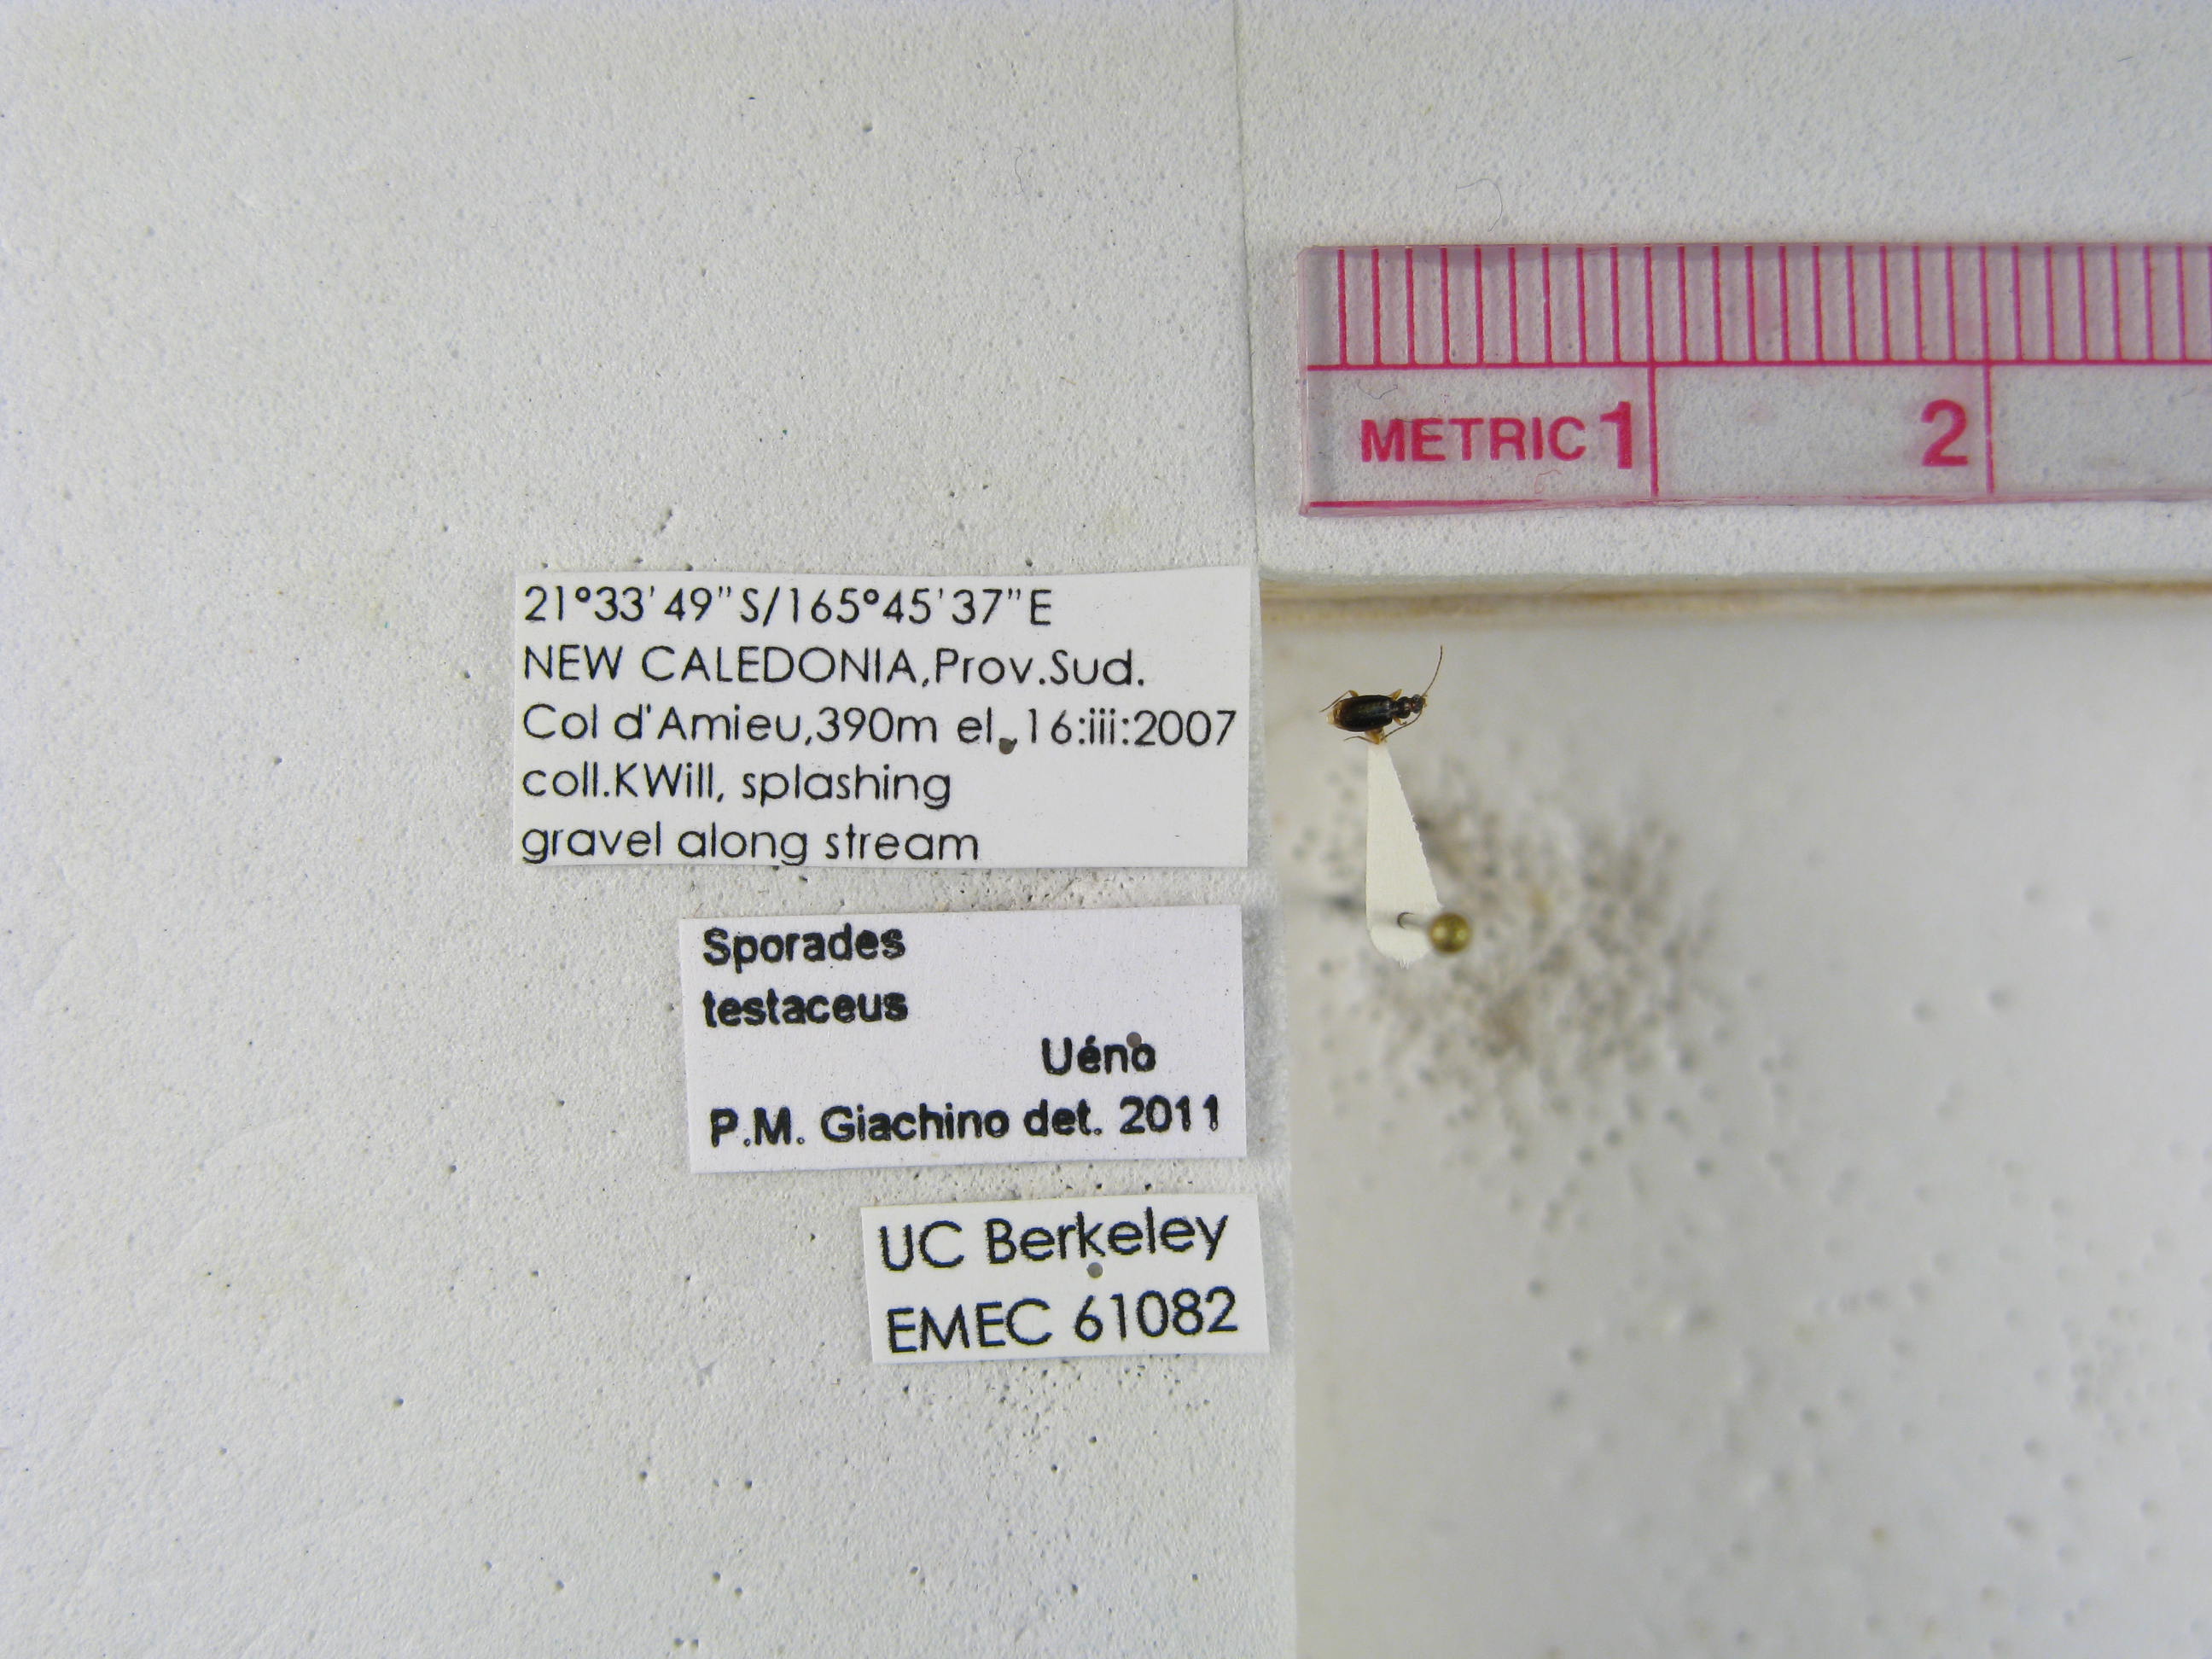 METRIC 1 2
21°33'49"S/165°45'37"E
NEW CALEDONIA,Prov.Sud.
Col d'Amieu,390m el.,16:iii:2007
coll.KWill, splashing
gravel along stream
Sporades
testaceus
Uéno
P.M. Giachino det. 2011
UC Berkeley
EMEC 61082